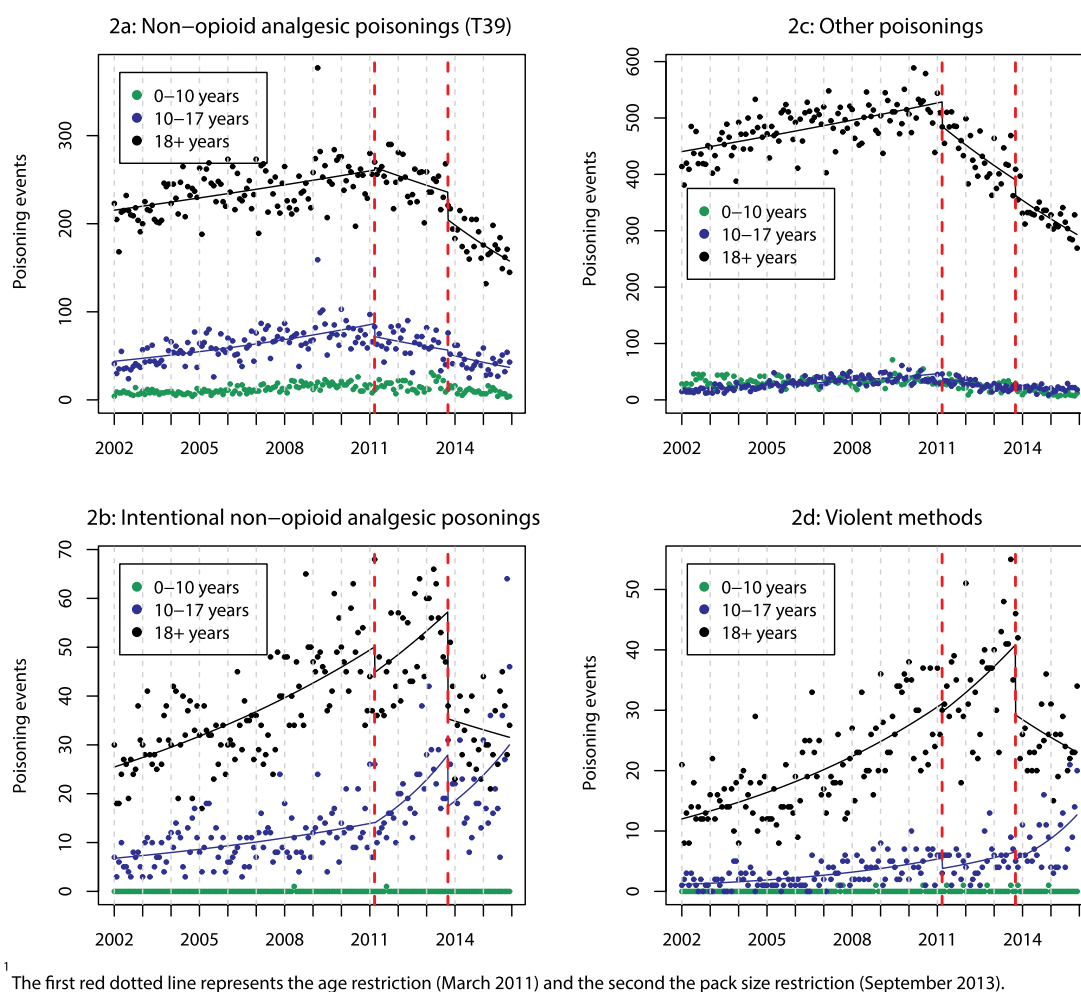 2a: Non−opioid analgesic poisonings (T39)
Poisoning events
300
200
100
0
0−10 years
10−17 years
18+ years
2002 2005 2008 2011 2014
2c: Other poisonings
Poisoning events
600
500
400
300
200
100
0
0−10 years
10−17 years
18+ years
2002 2005 2008 2011 2014
2b: Intentional non−opioid analgesic posonings
Poisoning events
70
60
50
40
30
20
10
0
0−10 years
10−17 years
18+ years
2002 2005 2008 2011 2014
2d: Violent methods
Poisoning events
50
40
30
20
10
0
0−10 years
10−17 years
18+ years
2002 2005 2008 2011 2014
1 The first red dotted line represents the age restriction (March 2011) and the second the pack size restriction (September 2013).